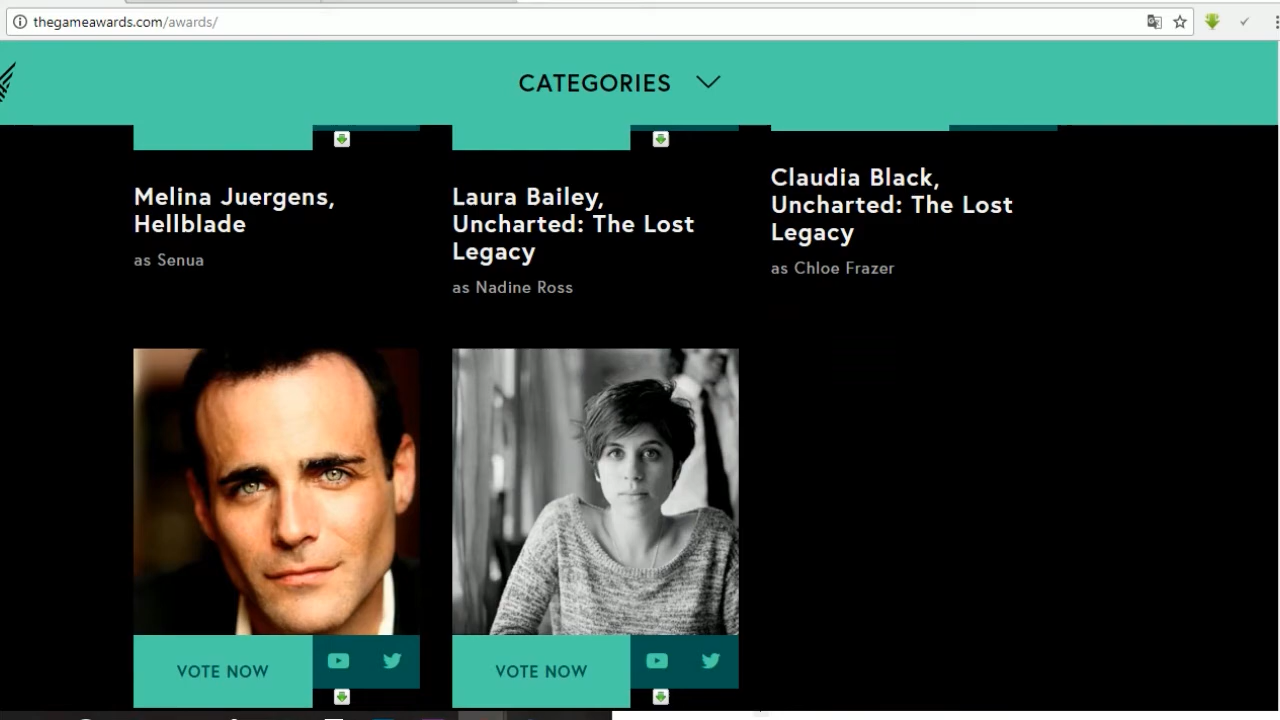 thegameawards.com/awards/
CATEGORIES
Melina Juergens,
Hellblade
as Senua
Laura Bailey,
Uncharted: The Lost
Legacy
as Nadine Ross
Claudia Black,
Uncharted: The Lost
Legacy
as Chloe Frazer
VOTE NOW
VOTE NOW